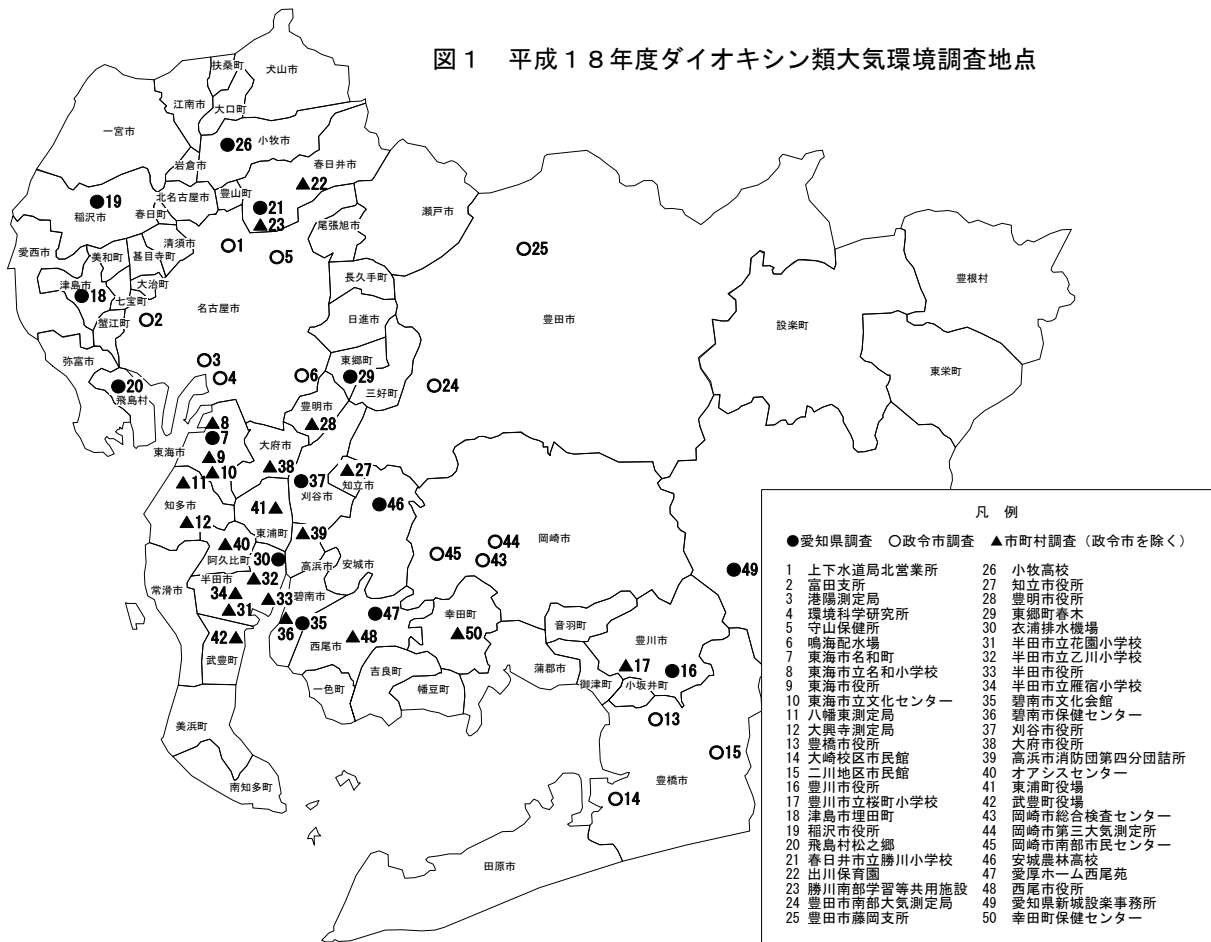 図１　平成１８年度ダイオキシン類大気環境調査地点
扶桑町
犬山市
江南市
大口町
一宮市
26
小牧市
岩倉市
春日井市
22
19
稲沢市
北名古屋市
豊山町
春日町
21
23
瀬戸市
尾張旭市
清須市
愛西市
美和町
甚目寺町
1
5
25
豊根村
津島市
18
大治町
七宝町
長久手町
名古屋市
蟹江町
2
日進市
豊田市
設楽町
弥富市
3
4
6
東郷町
29
三好町
24
東栄町
20
飛島村
豊明市
28
8
7
大府市
東海市
9
10
38
37
27
知立市
11
刈谷市
46
知多市
41
12
東浦町
39
岡崎市
40
阿久比町
30
高浜市
安城市
45
44
43
49
常滑市
半田市
32
34
33
碧南市
31
36
35
47
幸田町
50
48
西尾市
42
武豊町
音羽町
豊川市
17
16
吉良町
蒲郡市
一色町
幡豆町
御津町
小坂井町
13
美浜町
15
豊橋市
南知多町
14
田原市
凡　例
●愛知県調査　○政令市調査　▲市町村調査（政令市を除く）
1　上下水道局北営業所
2　富田支所
3　港陽測定局
4　環境科学研究所
5　守山保健所
6　鳴海配水場
7　東海市名和町
8　東海市立名和小学校
9　東海市役所
10　東海市立文化センター
11　八幡東測定局
12　大興寺測定局
13　豊橋市役所
14　大崎校区市民館
15　二川地区市民館
16　豊川市役所
17　豊川市立桜町小学校
18　津島市埋田町
19　稲沢市役所
20　飛島村松之郷
21　春日井市立勝川小学校
22　出川保育園
23　勝川南部学習等共用施設
24　豊田市南部大気測定局
25　豊田市藤岡支所
26　小牧高校
27　知立市役所
28　豊明市役所
29　東郷町春木
30　衣浦排水機場
31　半田市立花園小学校
32　半田市立乙川小学校
33　半田市役所
34　半田市立雁宿小学校
35　碧南市文化会館
36　碧南市保健センター
37　刈谷市役所
38　大府市役所
39　高浜市消防団第四分団詰所
40　オアシスセンター
41　東浦町役場
42　武豊町役場
43　岡崎市総合検査センター
44　岡崎市第三大気測定所
45　岡崎市南部市民センター
46　安城農林高校
47　愛厚ホーム西尾苑
48　西尾市役所
49　愛知県新城設楽事務所
50　幸田町保健センター